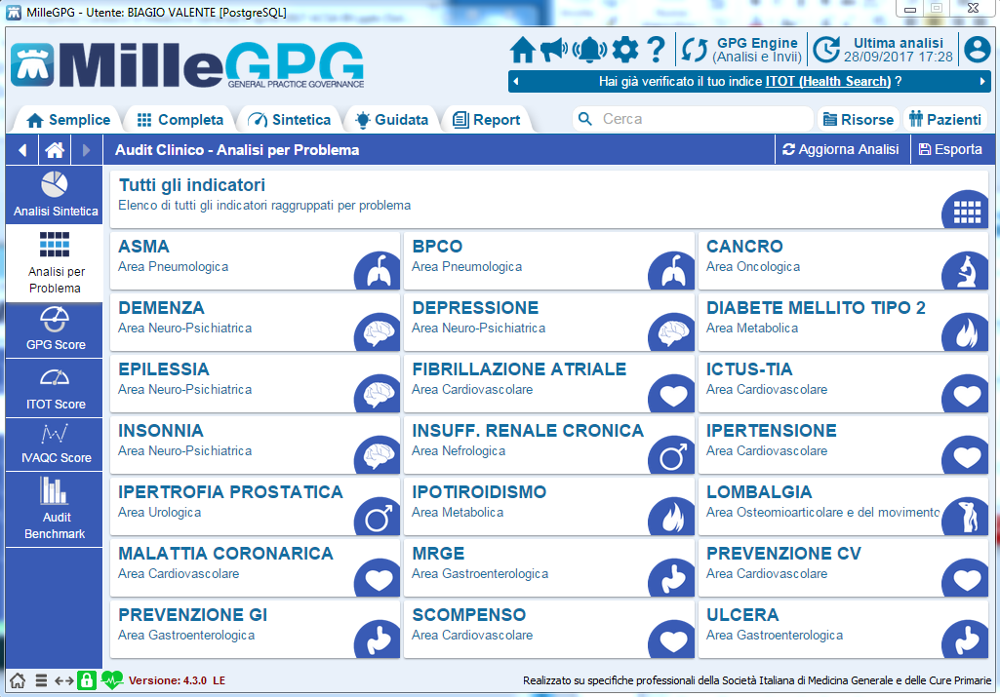 MilleGPG - Utente: BIAGIO VALENTE [PostgreSQL]
MilleGPG
GENERAL PRACTICE GOVERNANCE
GPG Engine
(Analisi e Invii)
Ultima analisi
28/09/2017 17:28
Hai già verificato il tuo indice ITOT (Health Search) ?
Semplice Completa Sintetica Guidata Report Cerca Risorse Pazienti
Audit Clinico - Analisi per Problema Aggiorna Analisi Esporta
Analisi Sintetica
Analisi per
Problema
GPG Score
ITOT Score
IVAQC Score
Audit
Benchmark
Tutti gli indicatori
Elenco di tutti gli indicatori raggruppati per problema
ASMA
Area Pneumologica
BPCO
Area Pneumologica
CANCRO
Area Oncologica
DEMENZA
Area Neuro-Psichiatrica
DEPRESSIONE
Area Neuro-Psichiatrica
DIABETE MELLITO TIPO 2
Area Metabolica
EPILESSIA
Area Neuro-Psichiatrica
FIBRILLAZIONE ATRIALE
Area Cardiovascolare
ICTUS-TIA
Area Cardiovascolare
INSONNIA
Area Neuro-Psichiatrica
INSUFF. RENALE CRONICA
Area Nefrologica
IPERTENSIONE
Area Cardiovascolare
IPERTROFIA PROSTATICA
Area Urologica
IPOTIROIDISMO
Area Metabolica
LOMBALGIA
Area Osteomioarticolare e del movimento
MALATTIA CORONARICA
Area Cardiovascolare
MRGE
Area Gastroenterologica
PREVENZIONE CV
Area Cardiovascolare
PREVENZIONE GI
Area Gastroenterologica
SCOMPENSO
Area Cardiovascolare
ULCERA
Area Gastroenterologica
Versione: 4.3.0 LE
Realizzato su specifiche professionali della Società Italiana di Medicina Generale e delle Cure Primarie